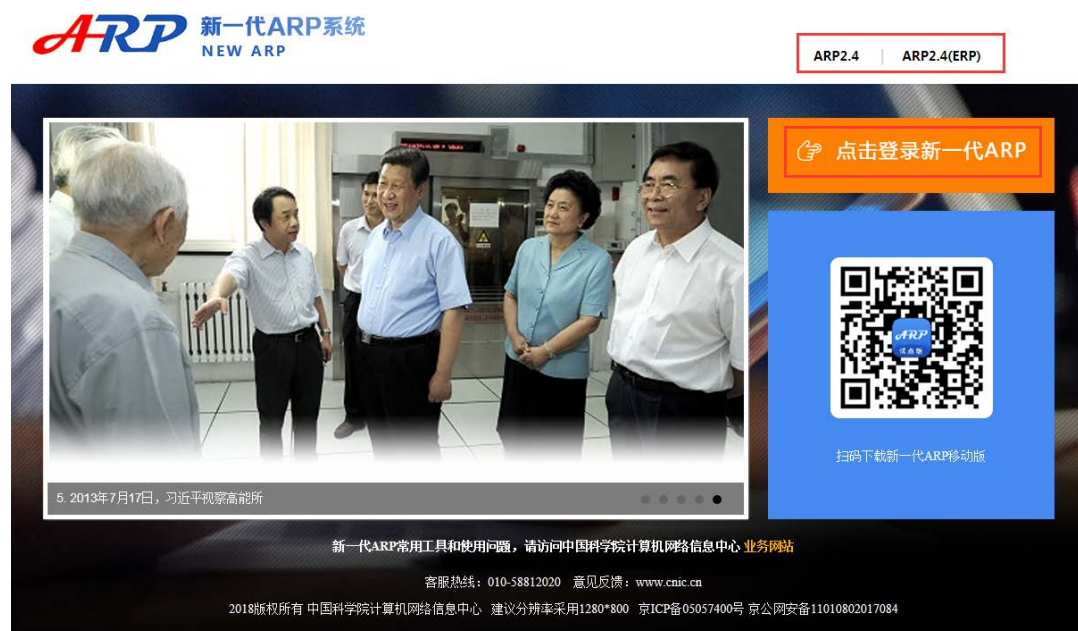 ARP 新一代ARP系统
NEW ARP
ARP2.4 | ARP2.4(ERP)
点击登录新一代ARP
ARP
扫码下载新一代ARP移动版
5. 2013年7月17日，习近平视察高能所
新一代ARP常用工具和使用问题，请访问中国科学院计算机网络信息中心 业务网站
客服热线：010-58812020 意见反馈：www.cnic.cn
2018版权所有 中国科学院计算机网络信息中心 建议分辨率采用1280*800 京ICP备05057400号 京公网安备11010802017084